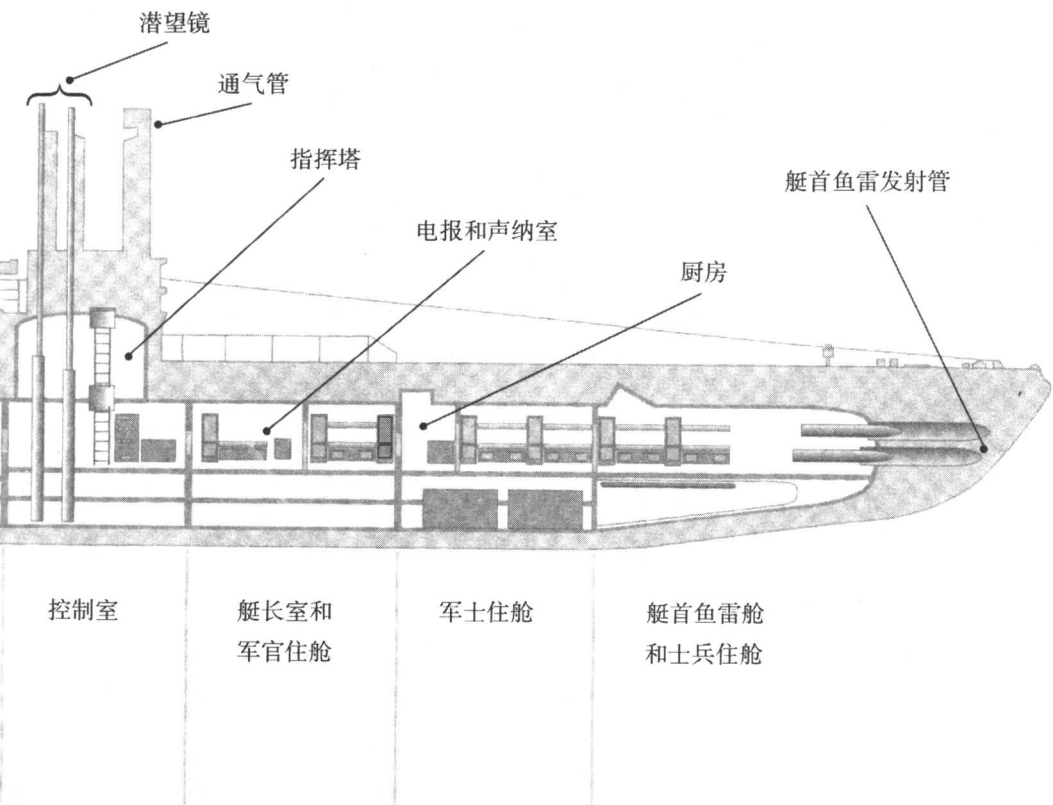 潜望镜
通气管
指挥塔
艇首鱼雷发射管
电报和声纳室
厨房
控制室
艇长室和
军官住舱
军士住舱
艇首鱼雷舱
和士兵住舱